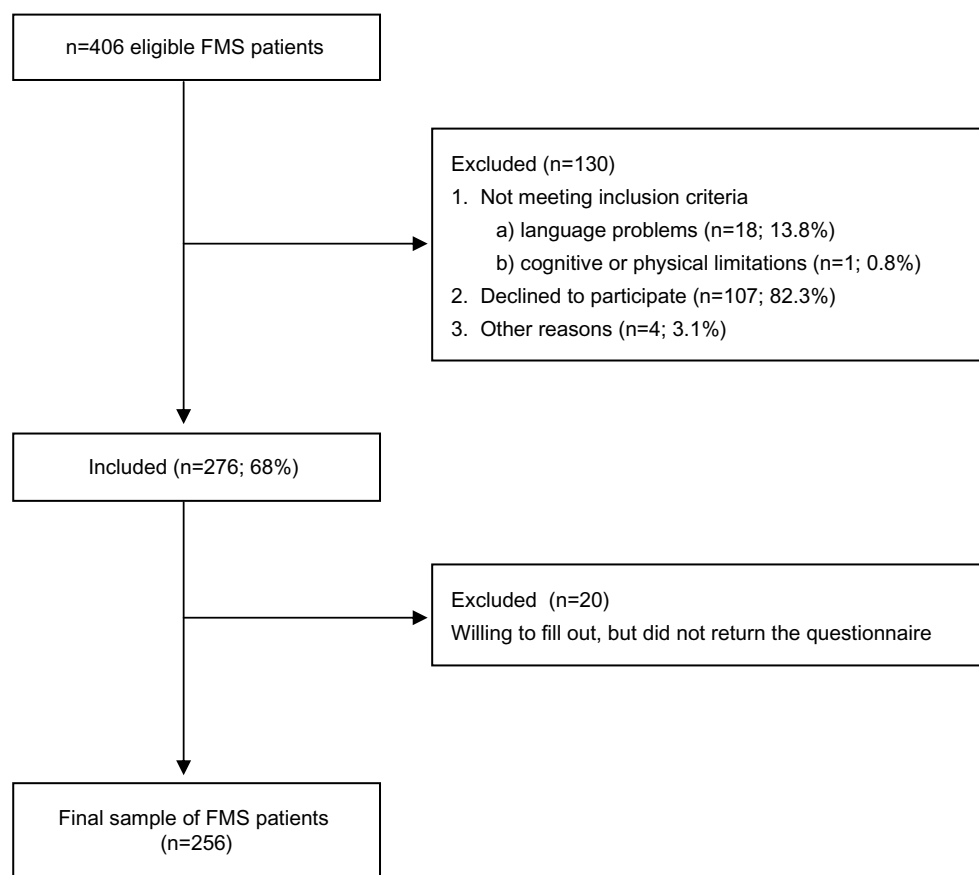 n=406 eligible FMS patients
Excluded (n=130)
1. Not meeting inclusion criteria
a) language problems (n=18; 13.8%)
b) cognitive or physical limitations (n=1; 0.8%)
2. Declined to participate (n=107; 82.3%)
3. Other reasons (n=4; 3.1%)
Included (n=276; 68%)
Excluded (n=20)
Willing to fill out, but did not return the questionnaire
Final sample of FMS patients
(n=256)